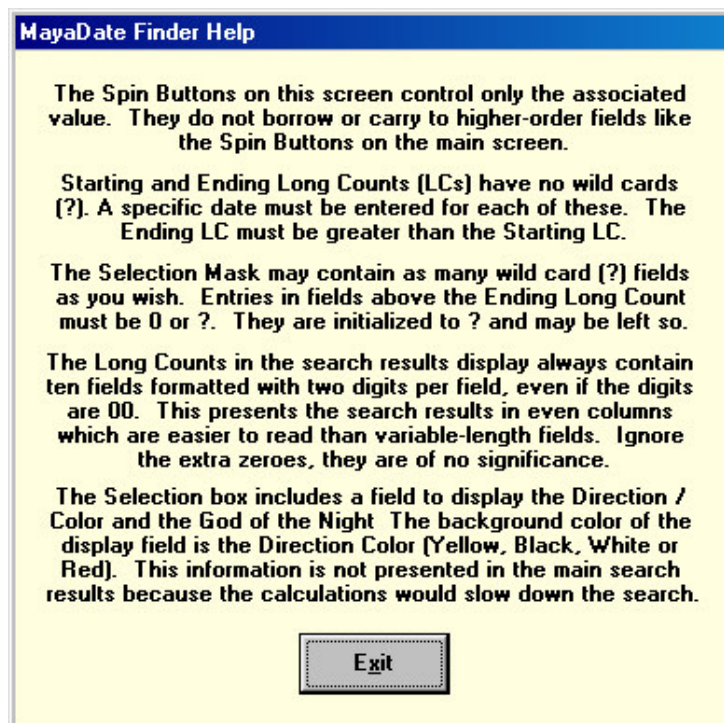 MayaDate Finder Help
The Spin Buttons on this screen control only the associated
value. They do not borrow or carry to higher-order fields like
the Spin Buttons on the main screen.
Starting and Ending Long Counts (LCs) have no wild cards
(?). A specific date must be entered for each of these. The
Ending LC must be greater than the Starting LC.
The Selection Mask may contain as many wild card (?) fields
as you wish. Entries in fields above the Ending Long Count
must be 0 or ?. They are initialized to ? and may be left so.
The Long Counts in the search results display always contain
ten fields formatted with two digits per field, even if the digits
are 00. This presents the search results in even columns
which are easier to read than variable-length fields. Ignore
the extra zeroes, they are of no significance.
The Selection box includes a field to display the Direction /
Color and the God of the Night The background color of the
display field is the Direction Color (Yellow, Black, White or
Red). This information is not presented in the main search
results because the calculations would slow down the search.
Exit